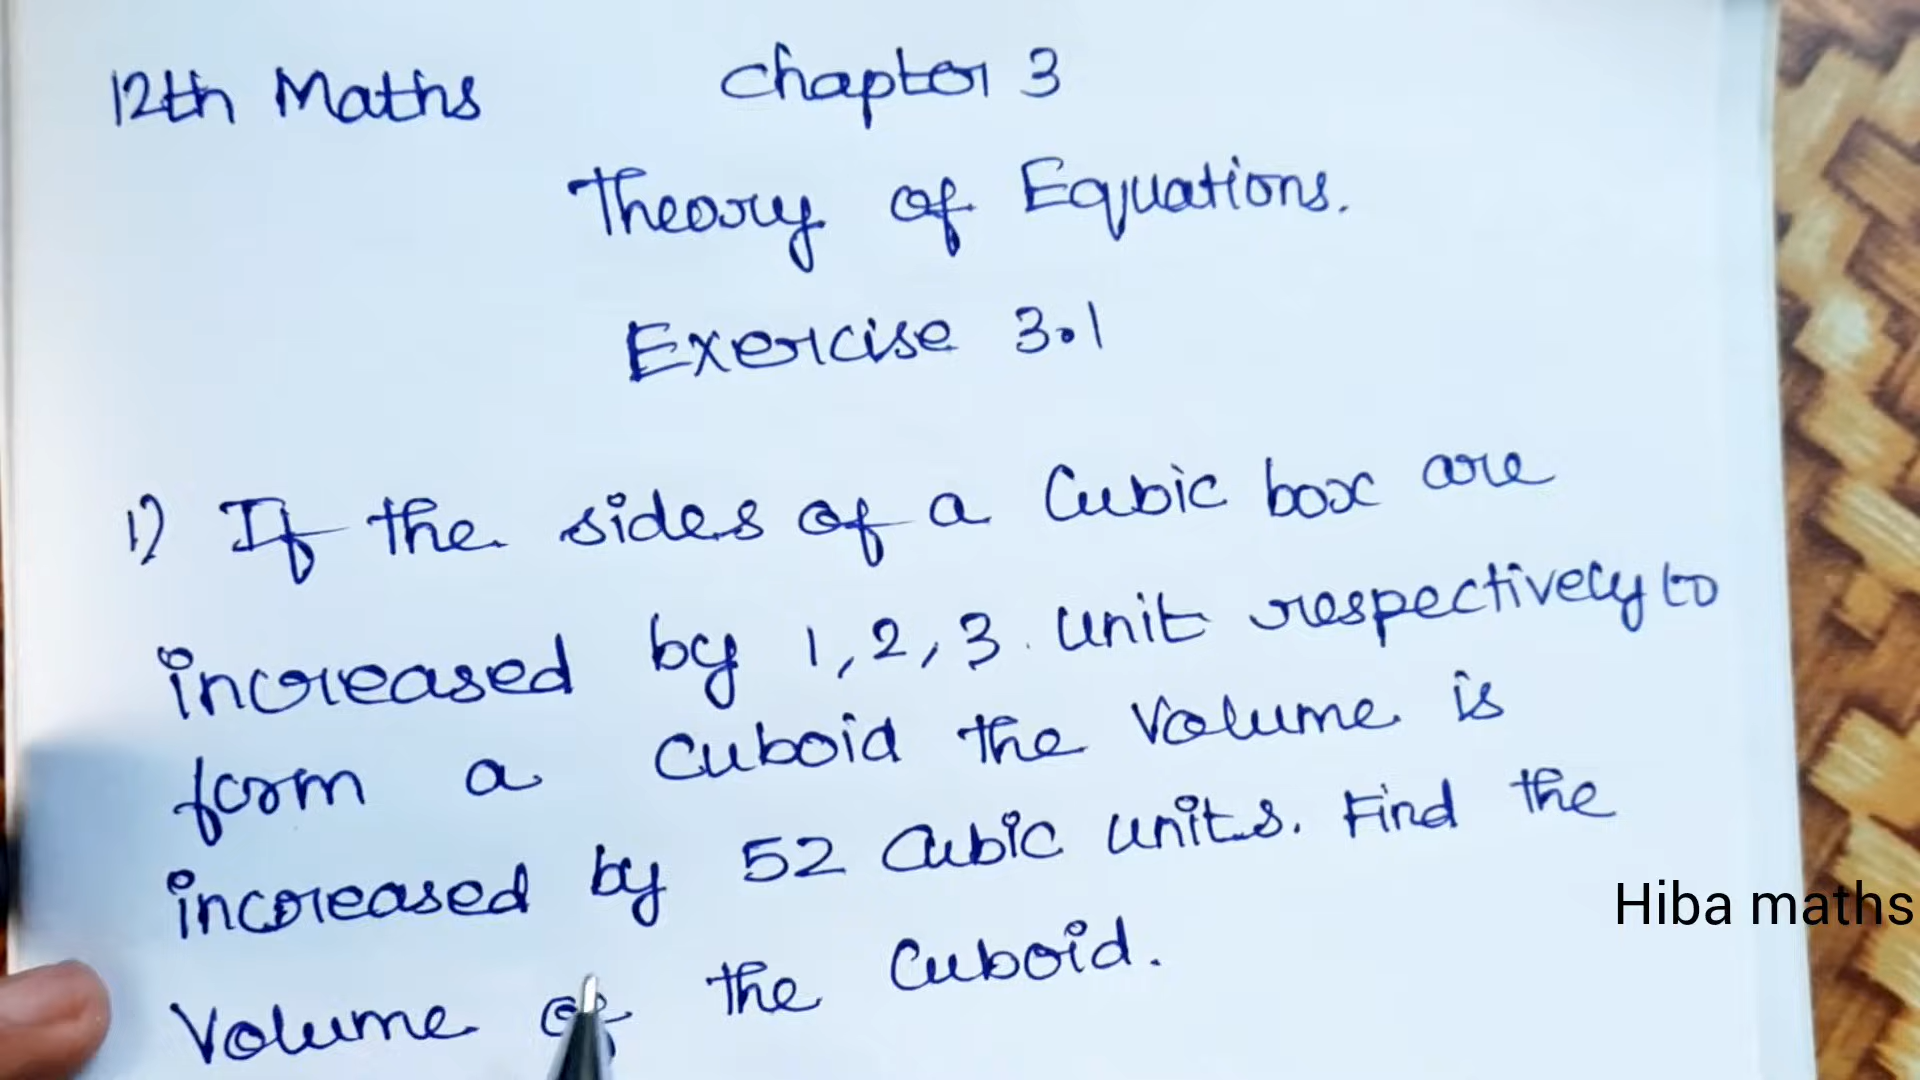 12th Maths Chapter 3
Theory of Equations.
Exercise 3.1
1) If the sides of a Cubic box are
increased by 1, 2, 3 unit respectively to
form a cuboid the volume is
increased by 52 Cubic units. Find the
Volume of the Cuboid.
Hiba maths